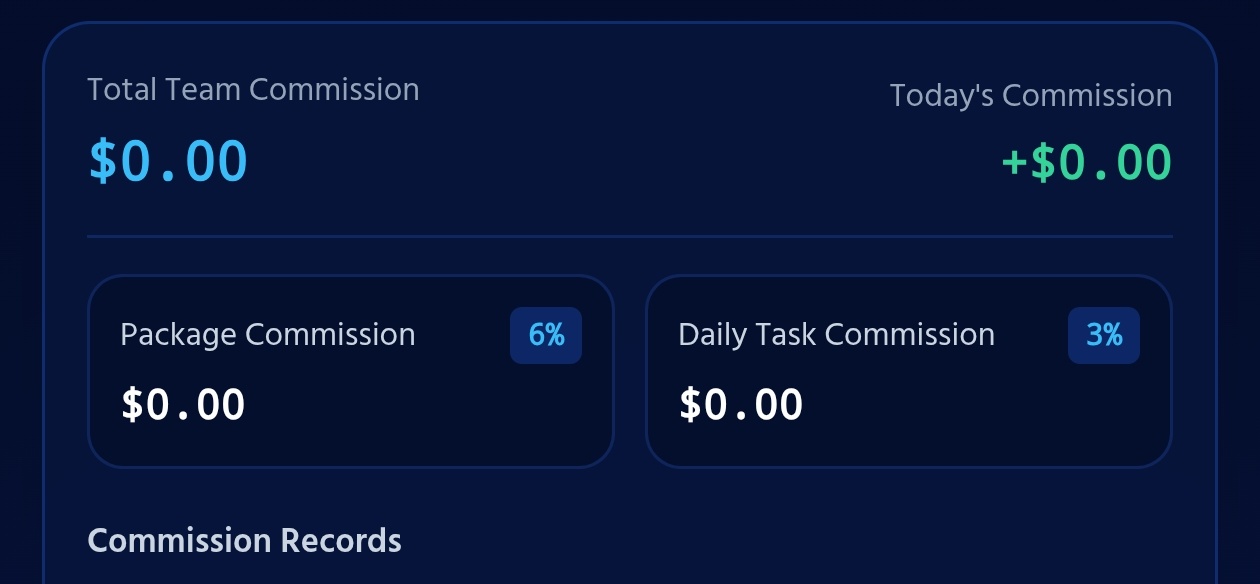 Total Team Commission
Today's Commission
$0.00
+$0.00
Package Commission
6%
$0.00
Daily Task Commission
3%
$0.00
Commission Records